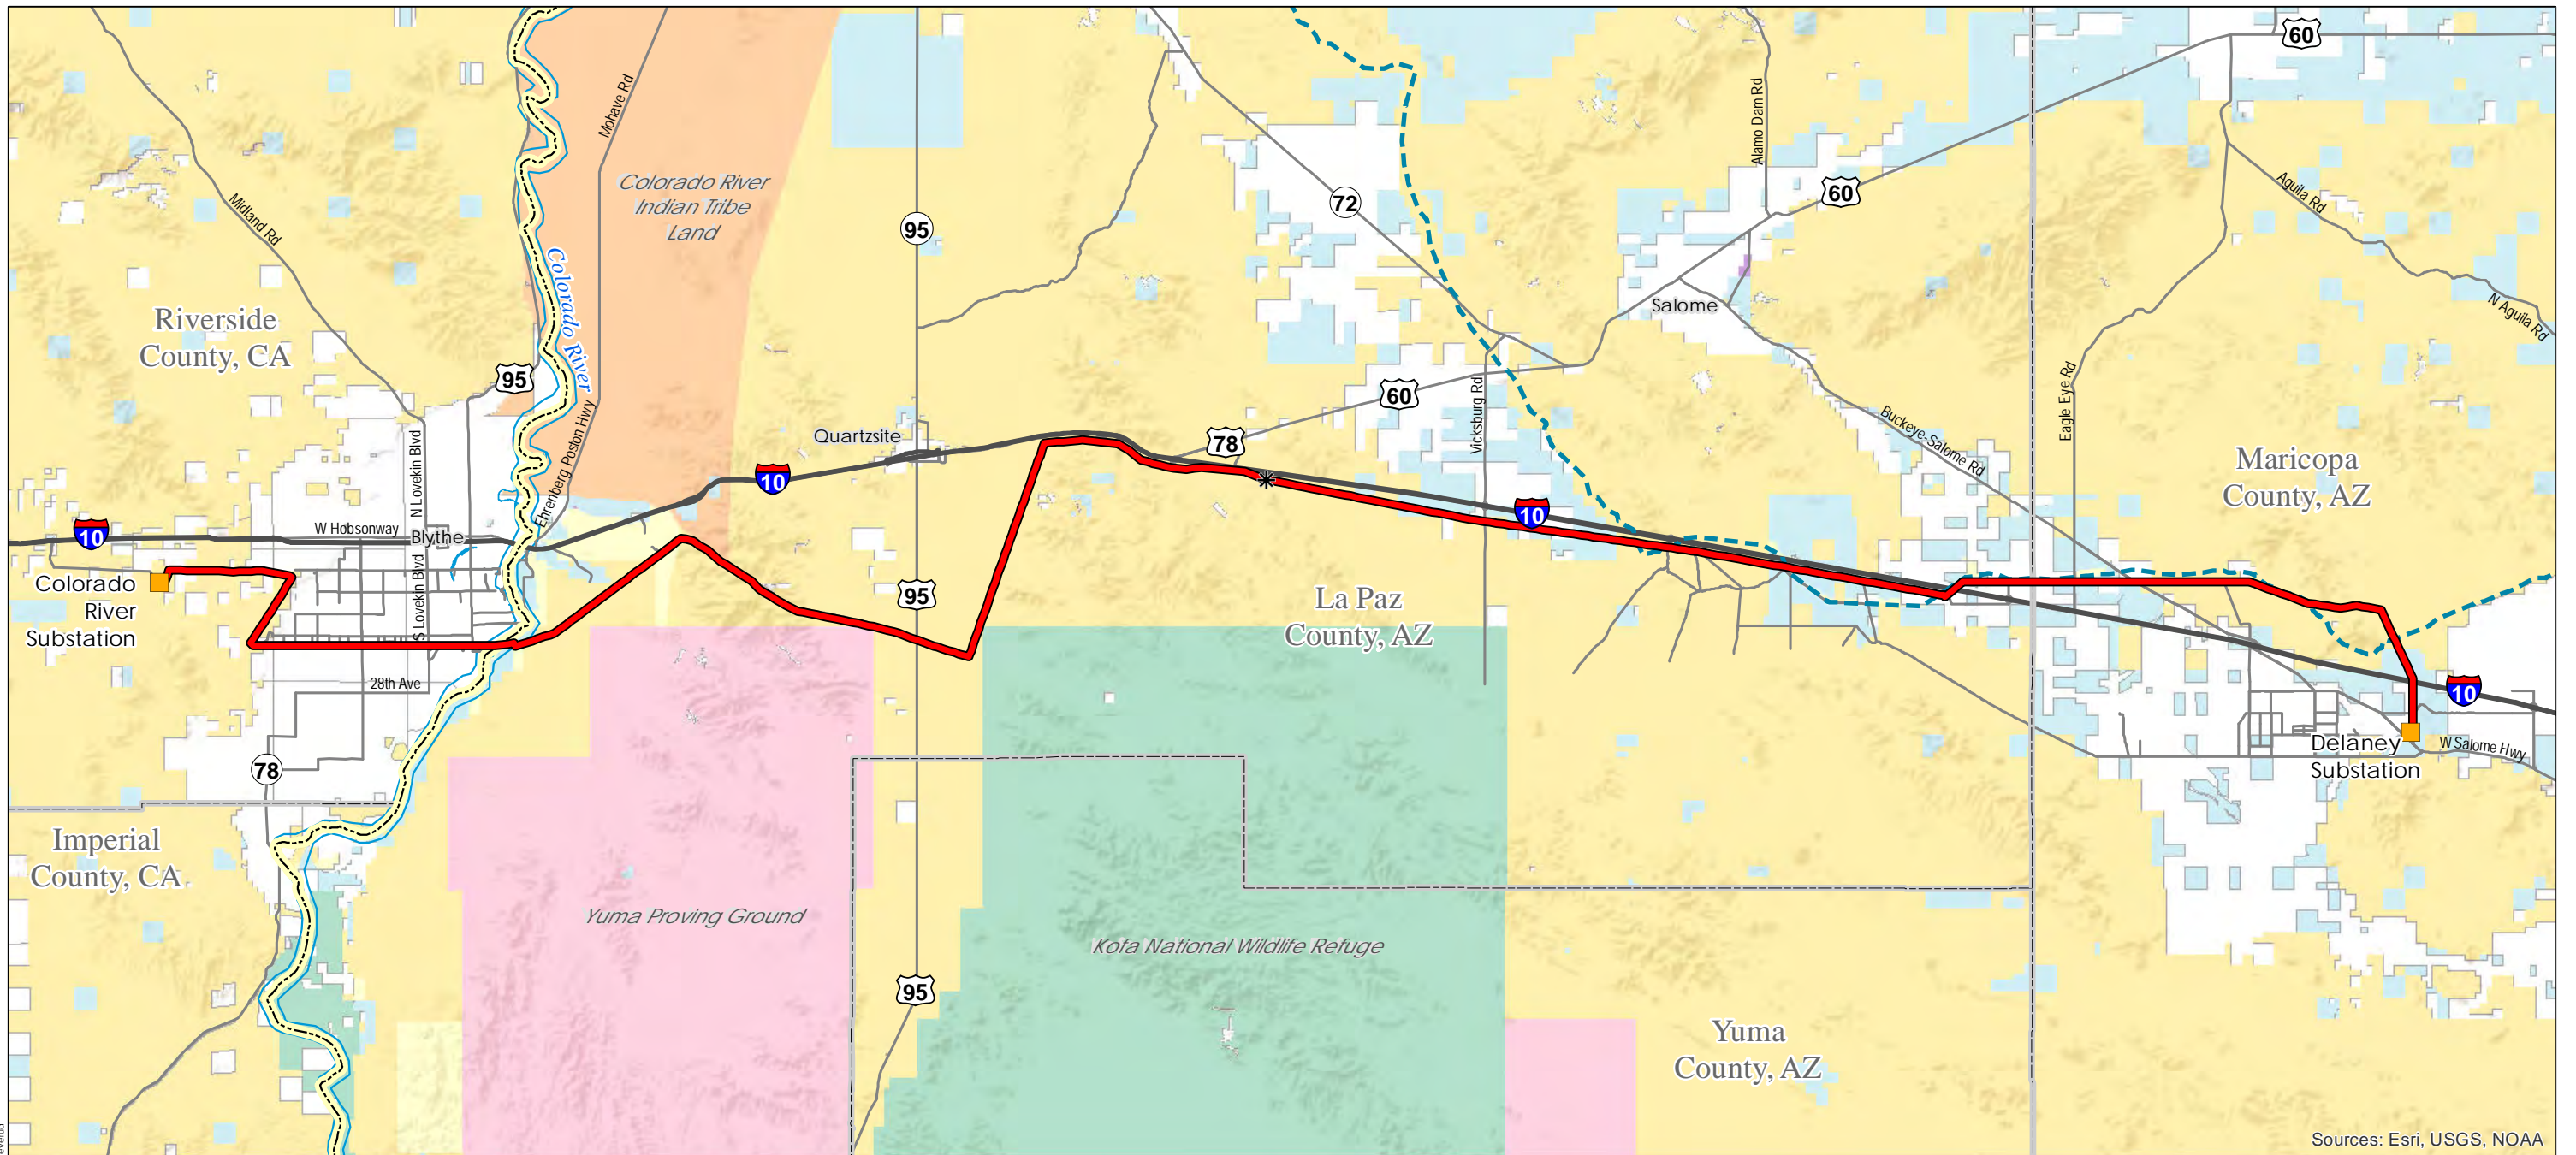 60
Mohave Rd
Alamo Dam Rd
Colorado River
Indian Tribe
Land
Midland Rd
95
72
60
Aguila Rd
Colorado River
N Aguila Rd
Salome
Riverside
County, CA
95
60
Vicksburg Rd
Eagle Eye Rd
Buckeye-Salome Rd
Quartzsite
78
N Lovekin Blvd
Ehrenberg Poston Hwy
10
Maricopa
County, AZ
10
W Hobsonway
Blythe
10
Colorado
River
Substation
S Lovekin Blvd
95
La Paz
County, AZ
28th Ave
10
Delaney
Substation
W Salome Hwy
78
Imperial
County, CA
Yuma Proving Ground
Kofa National Wildlife Refuge
95
Yuma
County, AZ
Sources: Esri, USGS, NOAA